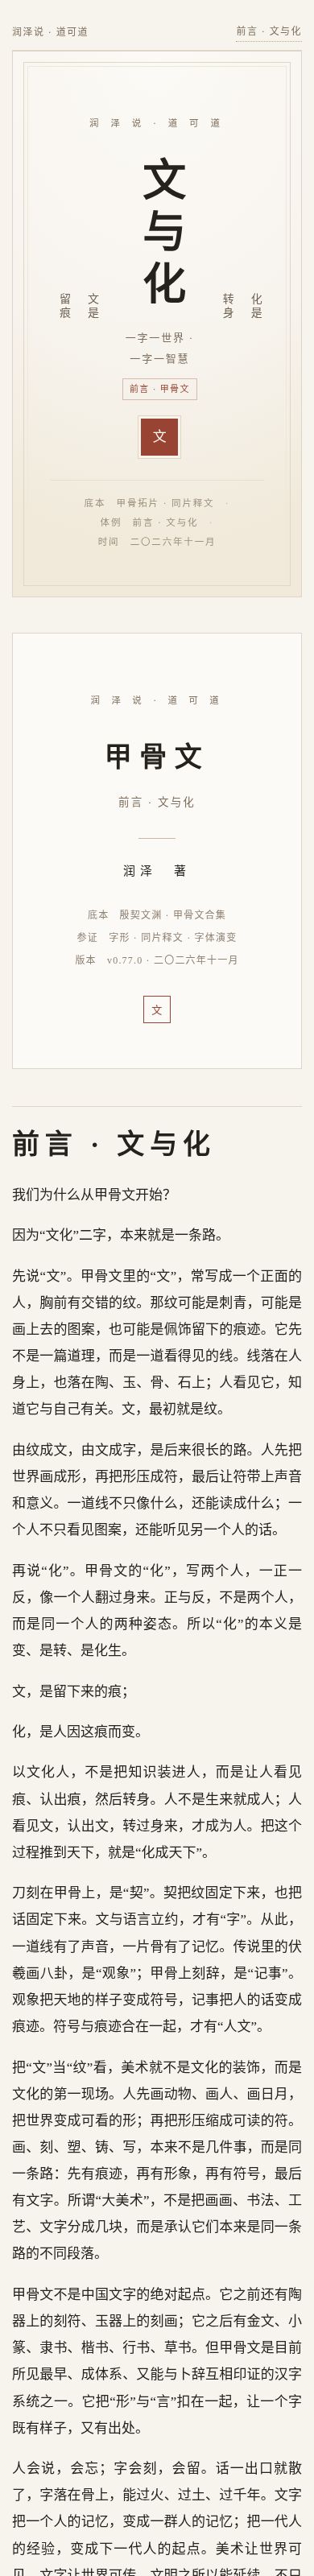 润泽说 · 道可道
前言 · 文与化
润 泽 说 · 道 可 道
文与化
文是
留痕
化是
转身
一字一世界 ·
一字一智慧
前言 · 甲骨文
文
底本 甲骨拓片 · 同片释文 ·
体例 前言 · 文与化 ·
时间 二〇二六年十一月
润 泽 说 · 道 可 道
甲骨文
前言 · 文与化
润泽 著
底本 殷契文渊 · 甲骨文合集
参证 字形 · 同片释文 · 字体演变
版本 v0.77.0 · 二〇二六年十一月
文
前言 · 文与化
我们为什么从甲骨文开始？
因为“文化”二字，本来就是一条路。
先说“文”。甲骨文里的“文”，常写成一个正面的
人，胸前有交错的纹。那纹可能是刺青，可能是
画上去的图案，也可能是佩饰留下的痕迹。它先
不是一篇道理，而是一道看得见的线。线落在人
身上，也落在陶、玉、骨、石上；人看见它，知
道它与自己有关。文，最初就是纹。
由纹成文，由文成字，是后来很长的路。人先把
世界画成形，再把形压成符，最后让符带上声音
和意义。一道线不只像什么，还能读成什么；一
个人不只看见图案，还能听见另一个人的话。
再说“化”。甲骨文的“化”，写两个人，一正一
反，像一个人翻过身来。正与反，不是两个人，
而是同一个人的两种姿态。所以“化”的本义是
变、是转、是化生。
文，是留下来的痕；
化，是人因这痕而变。
以文化人，不是把知识装进人，而是让人看见
痕、认出痕，然后转身。人不是生来就成人；人
看见文，认出文，转过身来，才成为人。把这个
过程推到天下，就是“化成天下”。
刀刻在甲骨上，是“契”。契把纹固定下来，也把
话固定下来。文与语言立约，才有“字”。从此，
一道线有了声音，一片骨有了记忆。传说里的伏
羲画八卦，是“观象”；甲骨上刻辞，是“记事”。
观象把天地的样子变成符号，记事把人的话变成
痕迹。符号与痕迹合在一起，才有“人文”。
把“文”当“纹”看，美术就不是文化的装饰，而是
文化的第一现场。人先画动物、画人、画日月，
把世界变成可看的形；再把形压缩成可读的符。
画、刻、塑、铸、写，本来不是几件事，而是同
一条路：先有痕迹，再有形象，再有符号，最后
有文字。所谓“大美术”，不是把画画、书法、工
艺、文字分成几块，而是承认它们本来是同一条
路的不同段落。
甲骨文不是中国文字的绝对起点。它之前还有陶
器上的刻符、玉器上的刻画；它之后有金文、小
篆、隶书、楷书、行书、草书。但甲骨文是目前
所见最早、成体系、又能与卜辞互相印证的汉字
系统之一。它把“形”与“言”扣在一起，让一个字
既有样子，又有出处。
人会说，会忘；字会刻，会留。话一出口就散
了，字落在骨上，能过火、过土、过千年。文字
把一个人的记忆，变成一群人的记忆；把一代人
的经验，变成下一代人的起点。美术让世界可
见，文字让世界可传。文明之所以能延续，不只